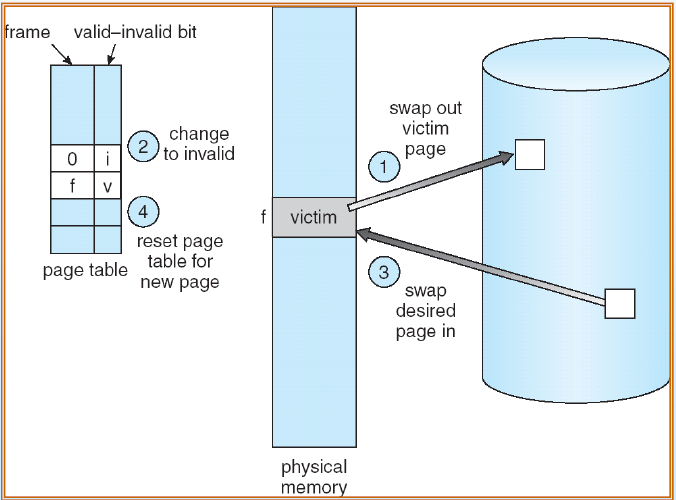 frame
valid–invalid bit
0
i
f
v
2
change
to invalid
4
reset page
table for
new page
page table
f
victim
physical
memory
swap out
victim
page
1
3
swap
desired
page in